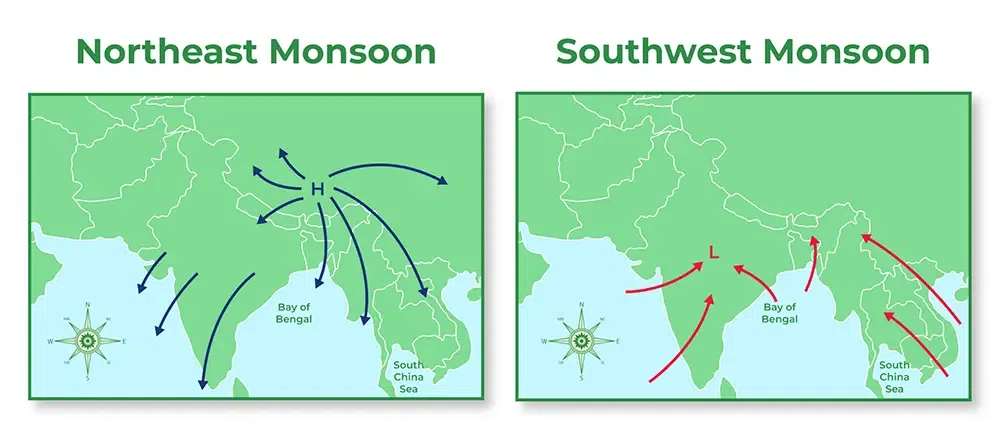 Northeast Monsoon
H
Bay of
Bengal
South
China
Sea
N
W
E
S
Southwest Monsoon
L
Bay of
Bengal
South
China
Sea
N
W
E
S